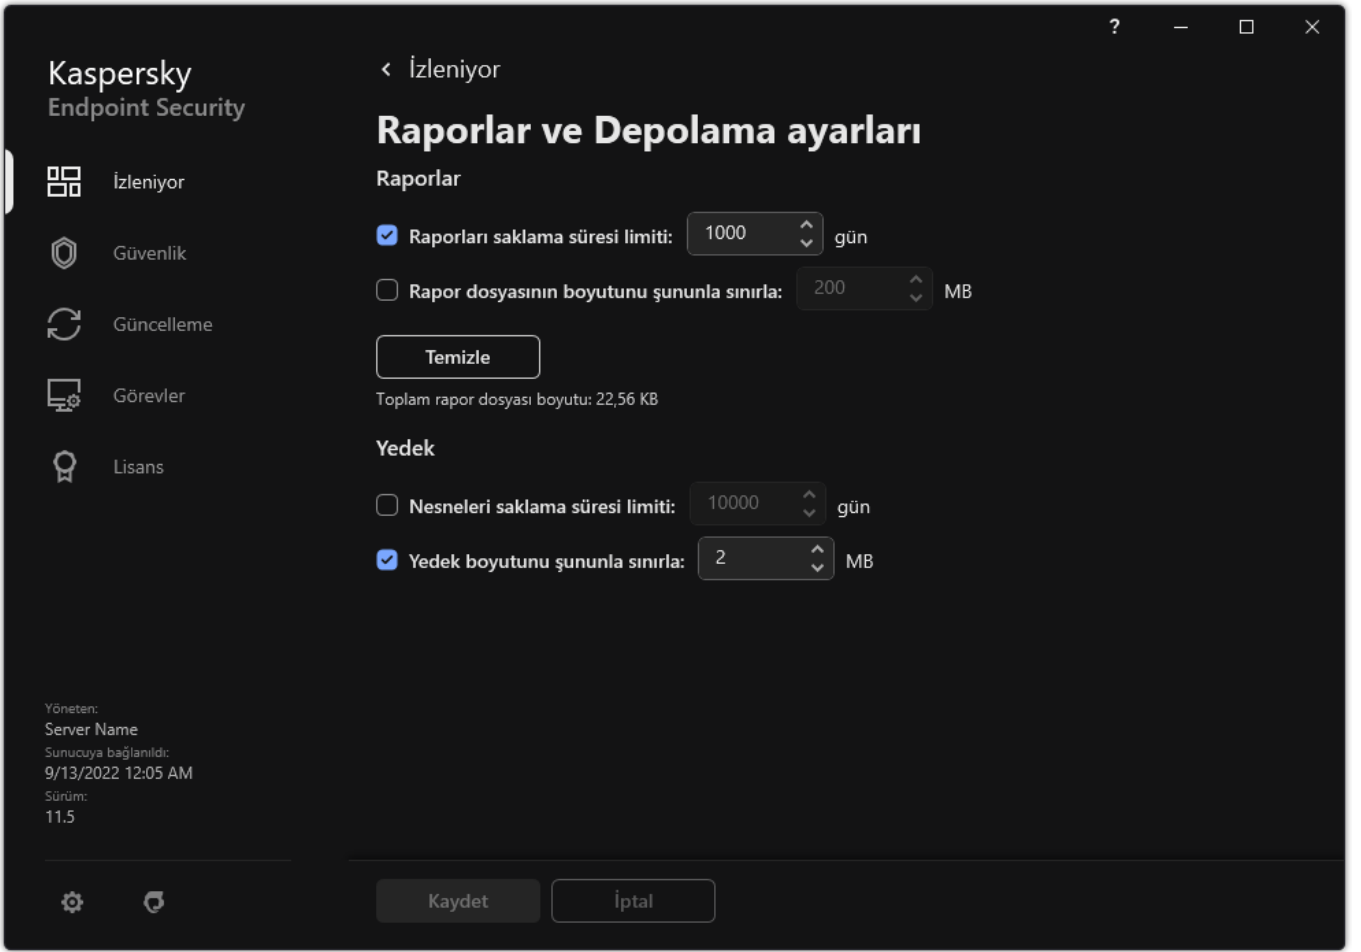 ?
Kaspersky
Endpoint Security
İzleniyor
Güvenlik
Güncelleme
Görevler
Lisans
Yöneten:
Server Name
Sunucuya bağlanıldı:
9/13/2022 12:05 AM
Sürüm:
11.5
İzleniyor
Raporlar ve Depolama ayarları
Raporlar
Raporları saklama süresi limiti: 1000 gün
Rapor dosyasının boyutunu şununla sınırla: 200 MB
Temizle
Toplam rapor dosyası boyutu: 22,56 KB
Yedek
Nesneleri saklama süresi limiti: 10000 gün
Yedek boyutunu şununla sınırla: 2 MB
Kaydet İptal